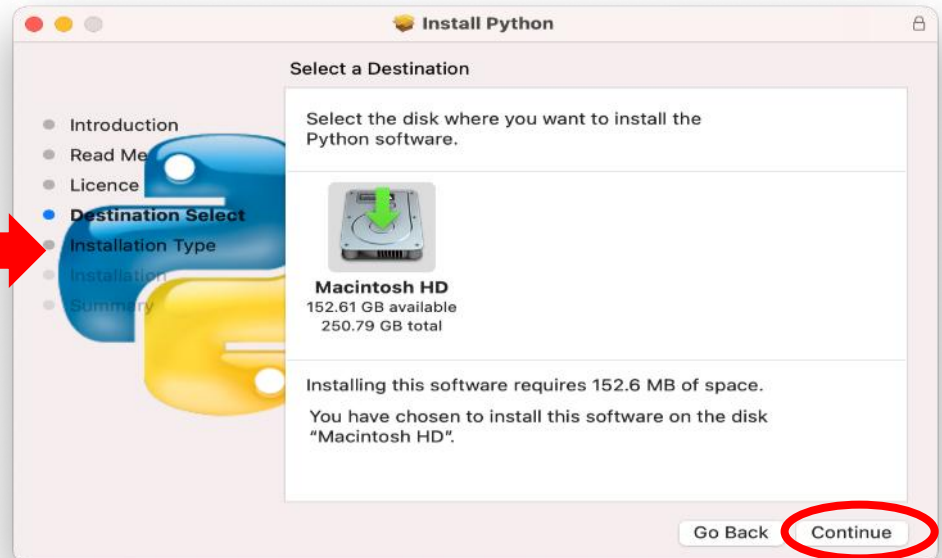 Install Python
Select a Destination
Introduction
Read Me
Licence
Destination Select
Installation Type
Installation
Summary
Select the disk where you want to install the
Python software.
Macintosh HD
152.61 GB available
250.79 GB total
Installing this software requires 152.6 MB of space.
You have chosen to install this software on the disk
“Macintosh HD”.
Go Back
Continue